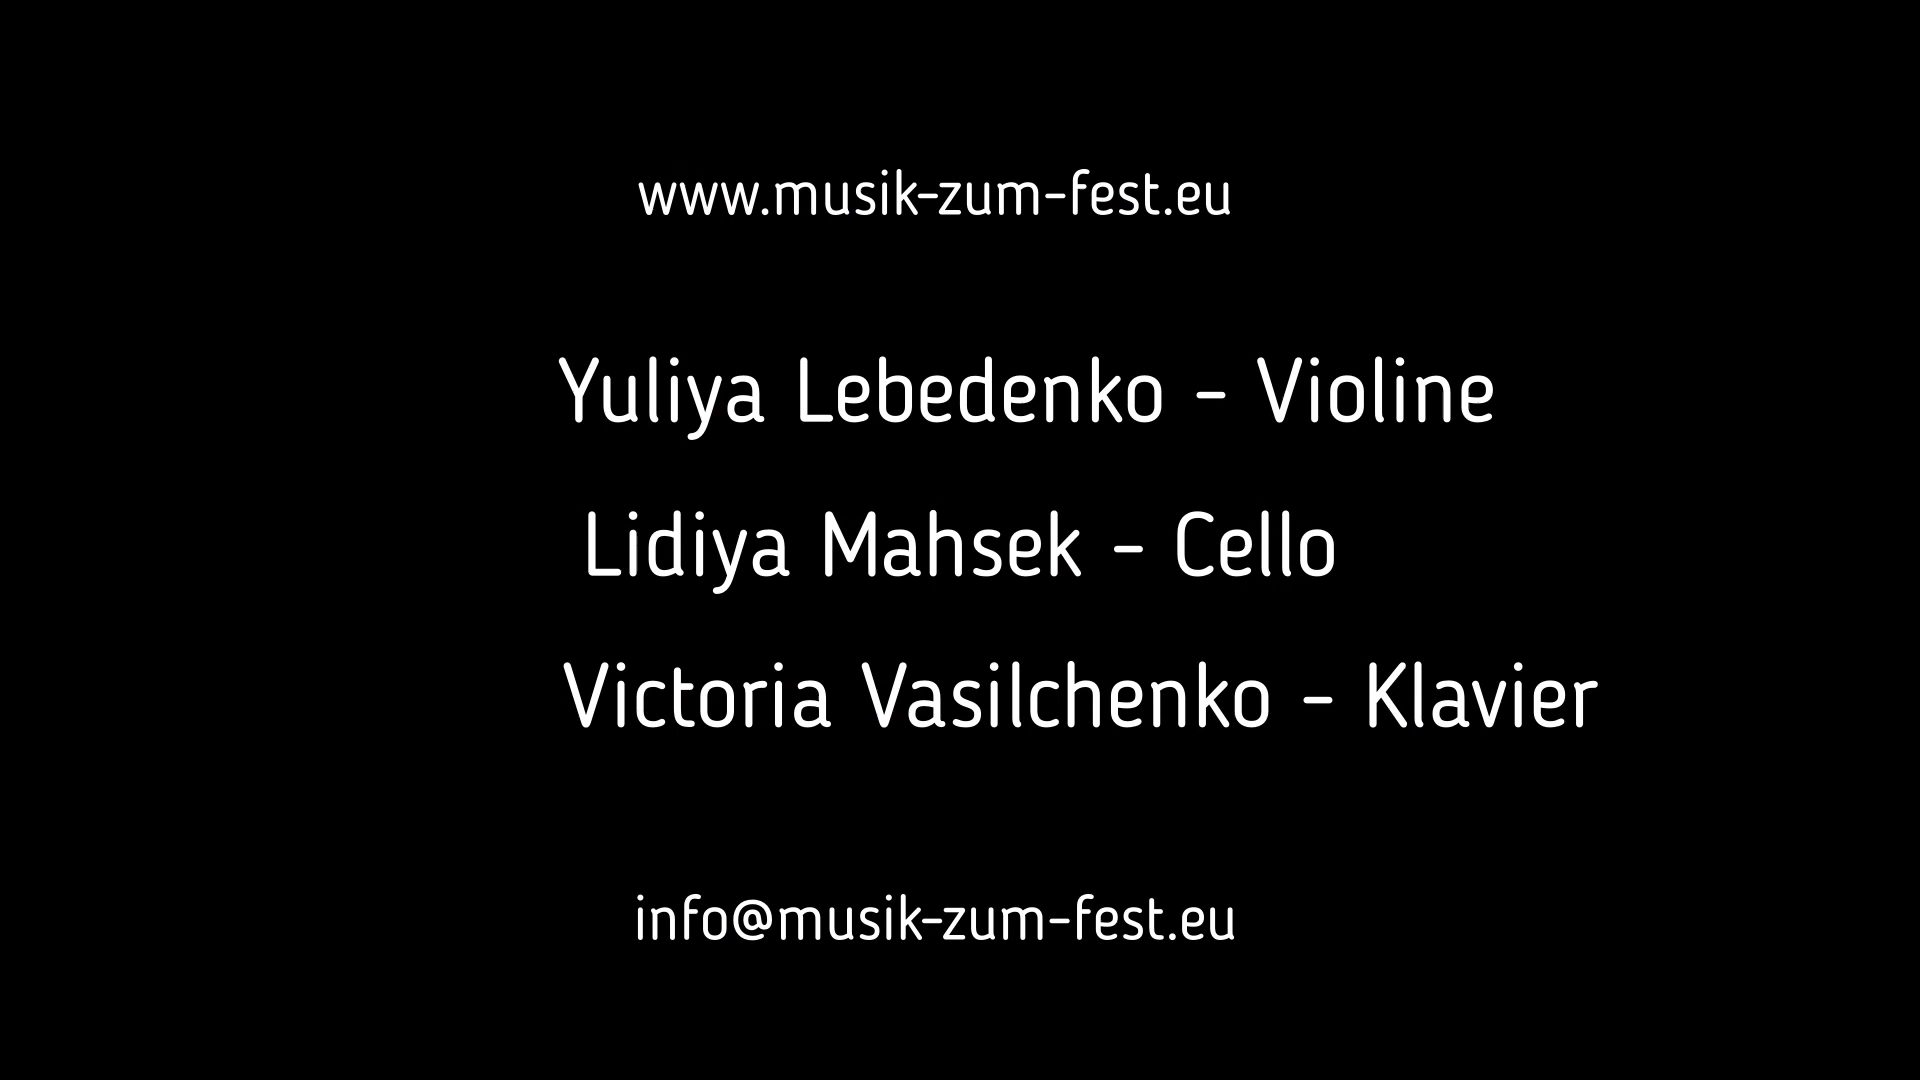 www.musik-zum-fest.eu
Yuliya Lebedenko - Violine
Lidiya Mahsek - Cello
Victoria Vasilchenko - Klavier
info@musik-zum-fest.eu